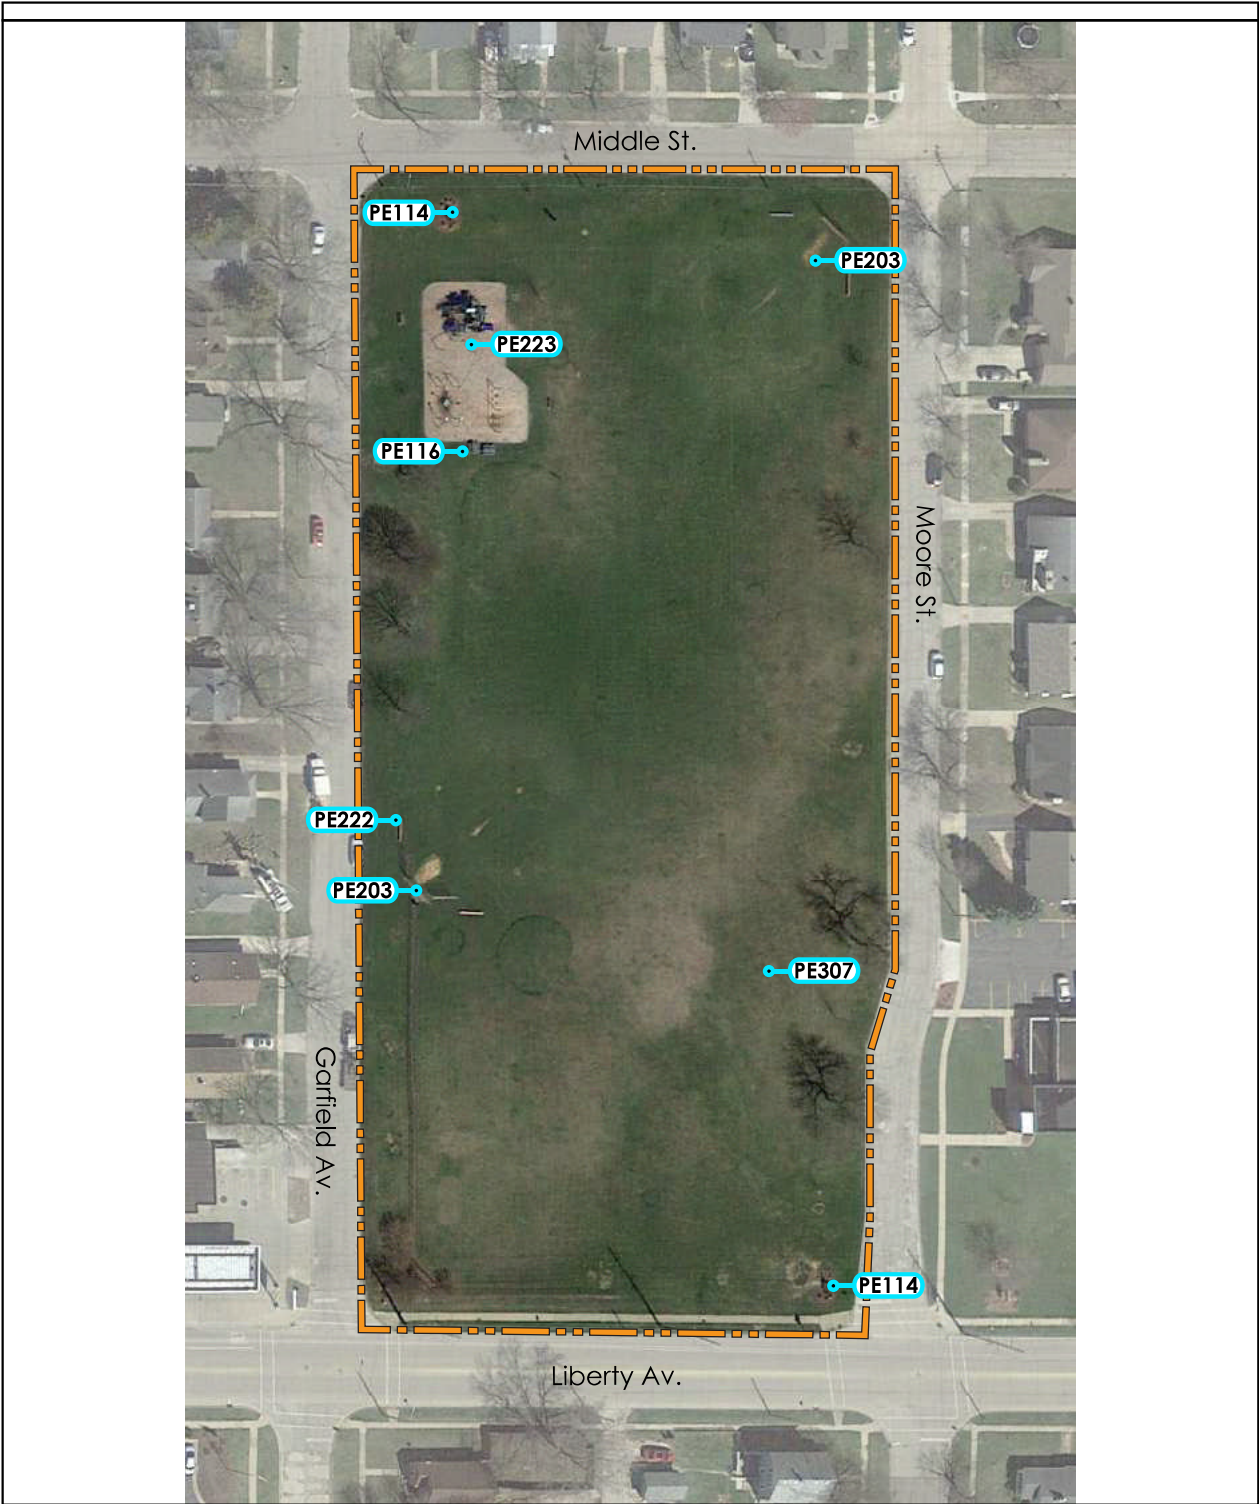 Middle St.
PE114
PE203
PE223
PE116
Moore St.
PE222
PE203
PE307
Garfield Av.
PE114
Liberty Av.